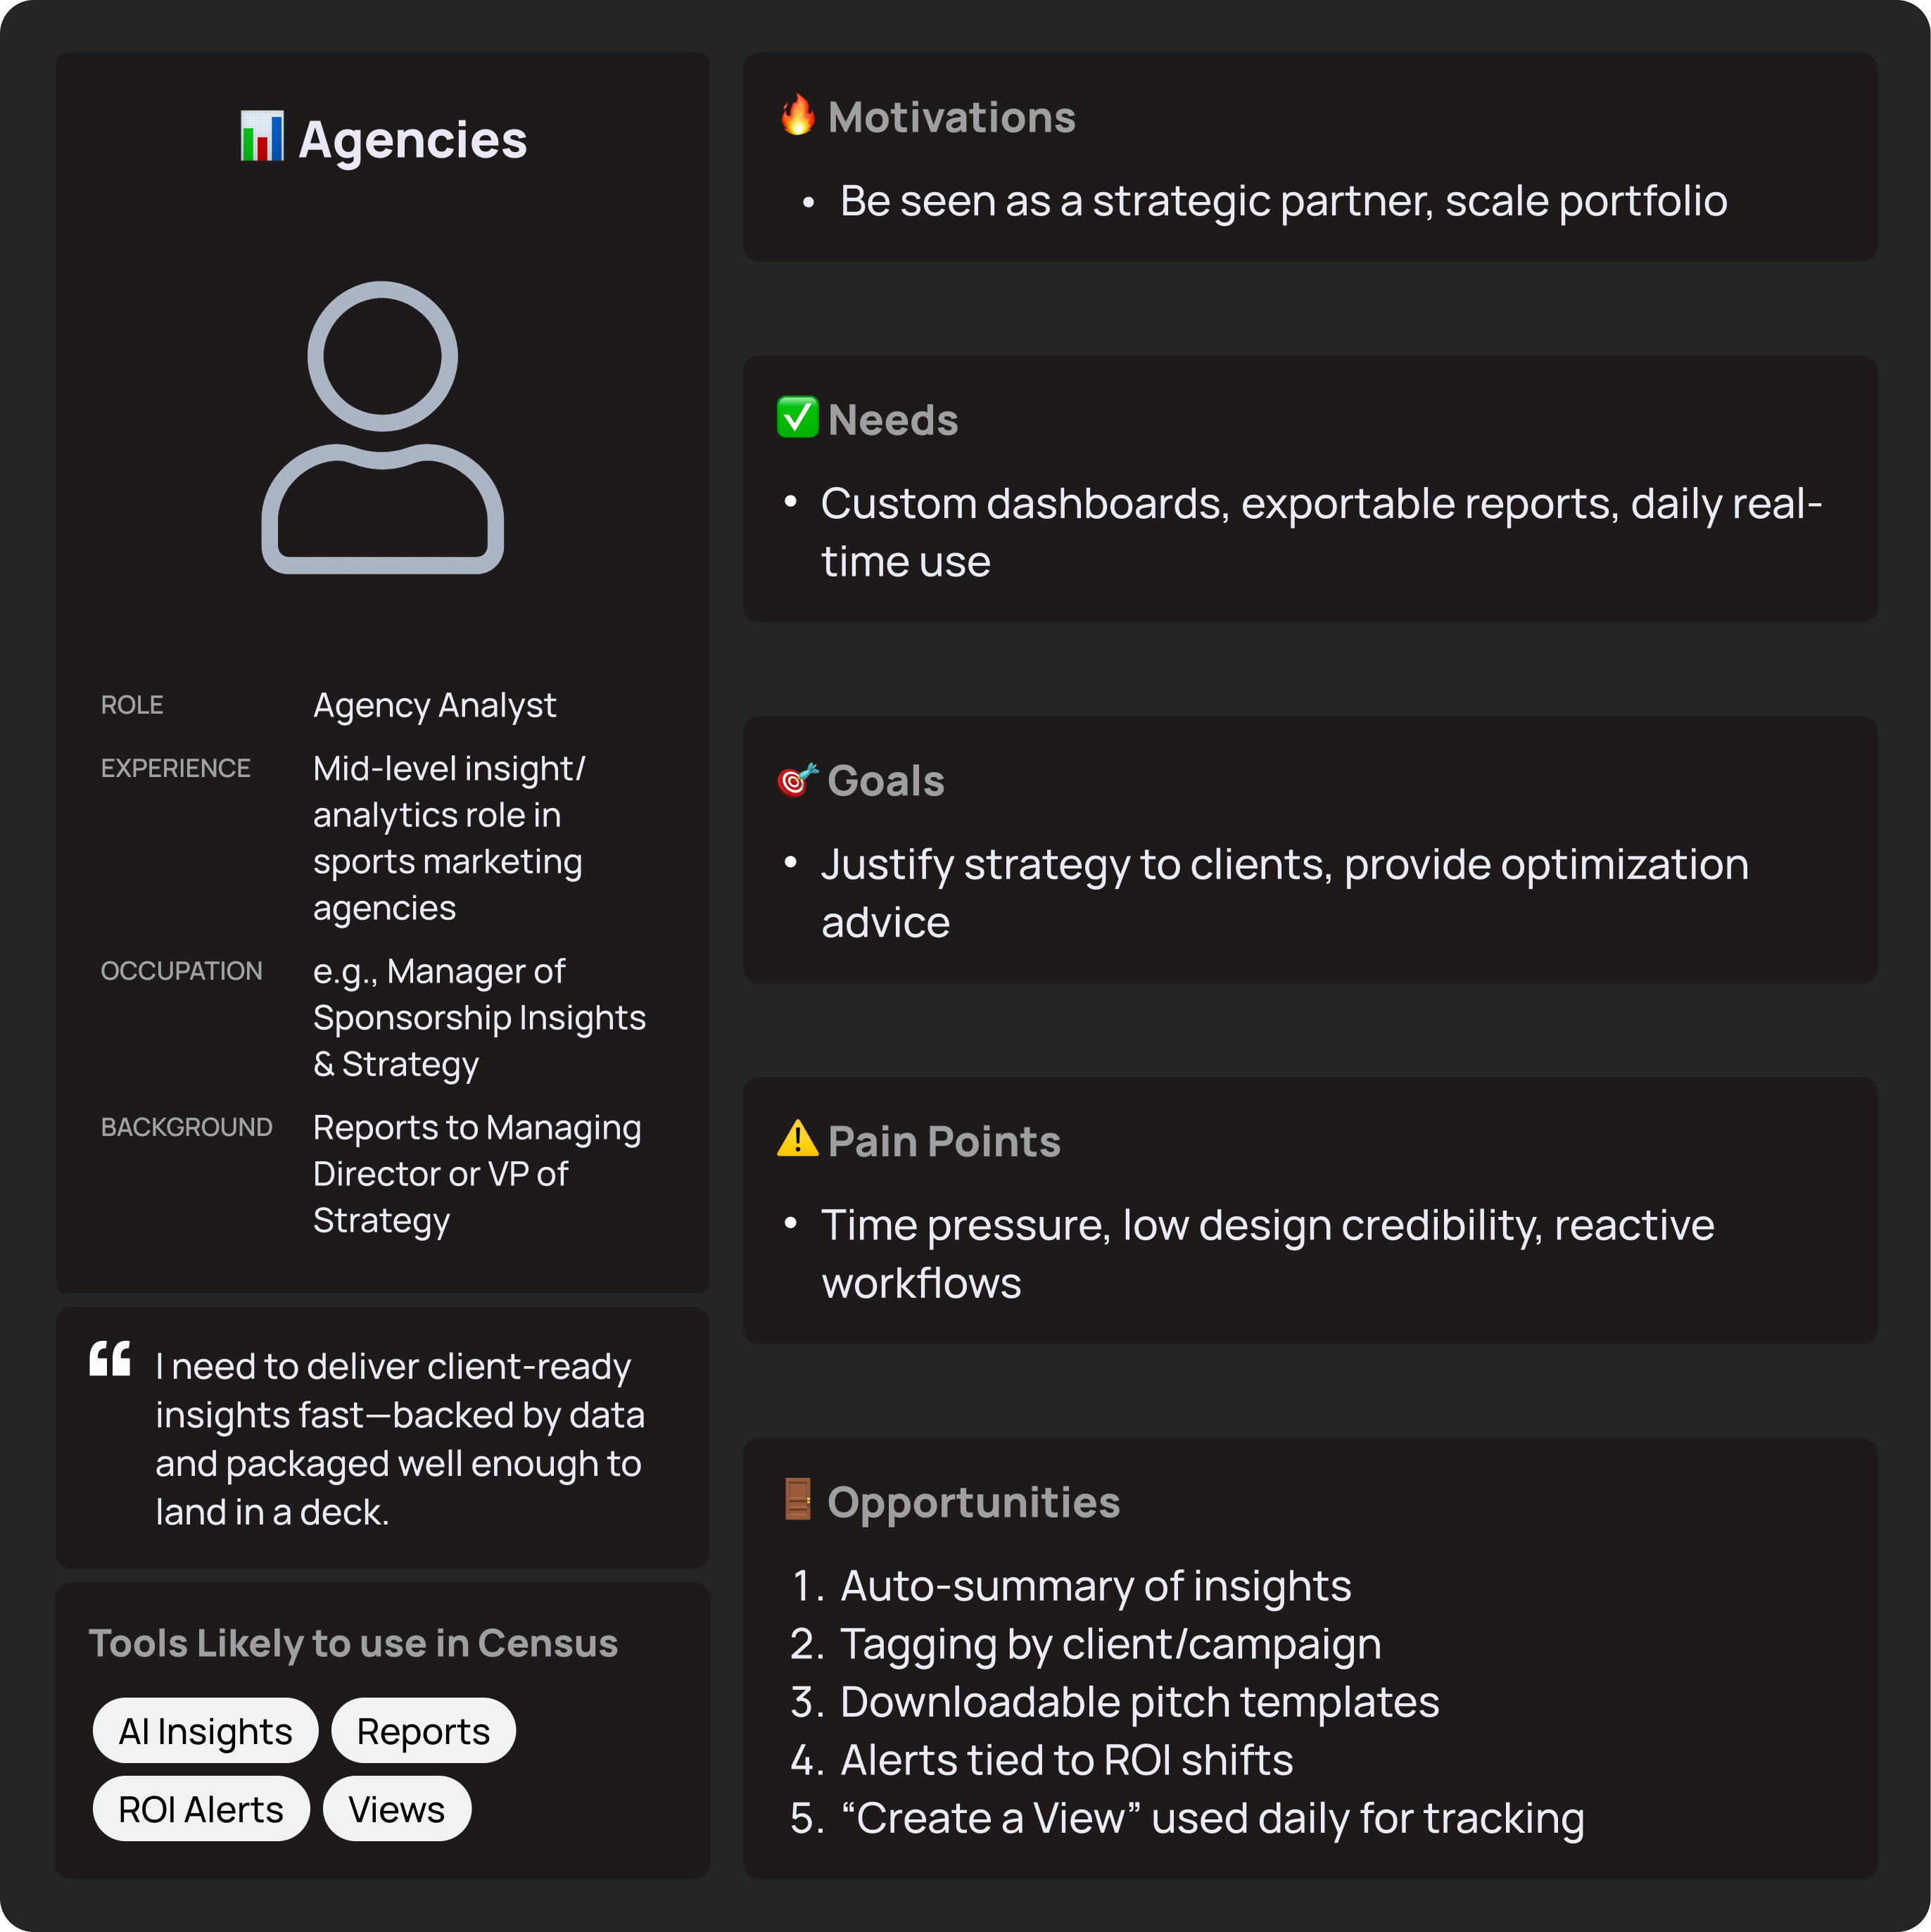 📊 Agencies
ROLE Agency Analyst
EXPERIENCE Mid-level insight/
analytics role in
sports marketing
agencies
OCCUPATION e.g., Manager of
Sponsorship Insights
& Strategy
BACKGROUND Reports to Managing
Director or VP of
Strategy
“ I need to deliver client-ready
insights fast—backed by data
and packaged well enough to
land in a deck.
Tools Likely to use in Census
AI Insights Reports
ROI Alerts Views
🔥 Motivations
• Be seen as a strategic partner, scale portfolio
✅ Needs
• Custom dashboards, exportable reports, daily real-
time use
🎯 Goals
• Justify strategy to clients, provide optimization
advice
⚠️ Pain Points
• Time pressure, low design credibility, reactive
workflows
🚪 Opportunities
1. Auto-summary of insights
2. Tagging by client/campaign
3. Downloadable pitch templates
4. Alerts tied to ROI shifts
5. “Create a View” used daily for tracking